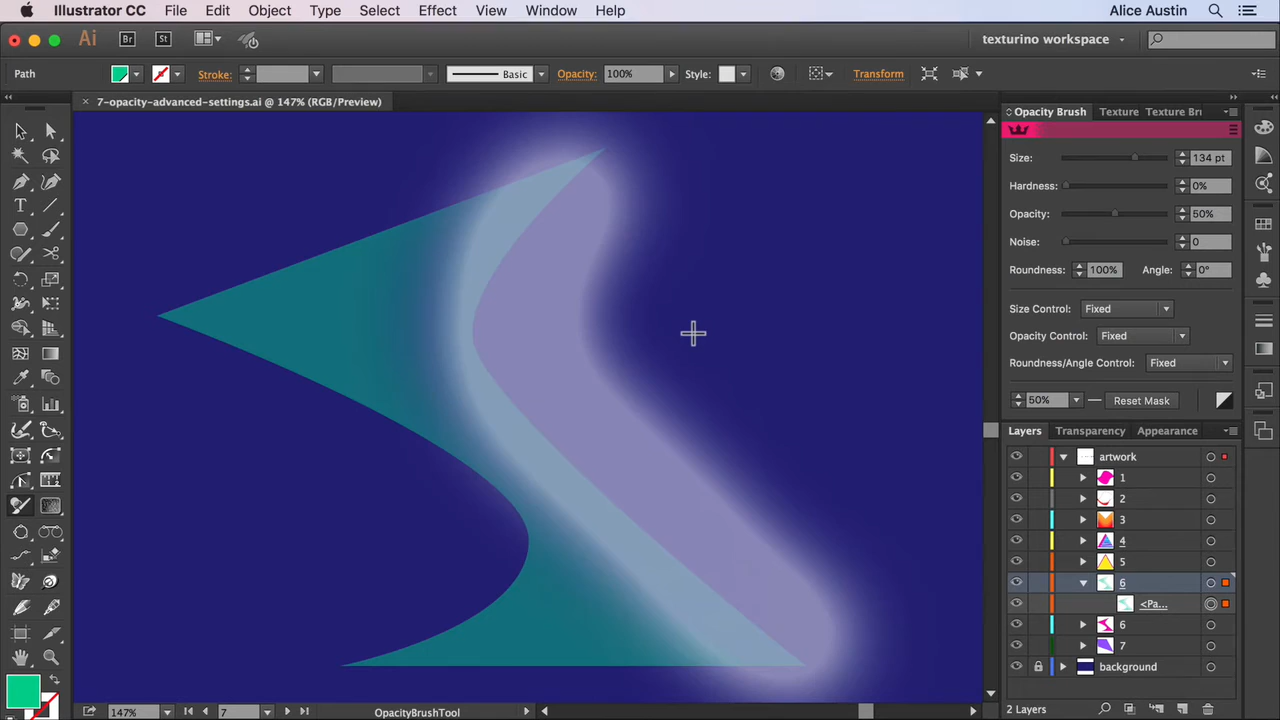 Illustrator CC File Edit Object Type Select Effect View Window Help Alice Austin
Ai Br St texturino workspace
Path Stroke: Basic Opacity: 100% Style: Transform
7-opacity-advanced-settings.ai @ 147% (RGB/Preview)
Opacity Brush Texture Texture Bru
Size: 134 pt
Hardness: 0%
Opacity: 50%
Noise: 0
Roundness: 100% Angle: 0°
Size Control: Fixed
Opacity Control: Fixed
Roundness/Angle Control: Fixed
50% Reset Mask
Layers Transparency Appearance
artwork
1
2
3
4
5
6
<Pa...
6
7
background
147% 7 OpacityBrushTool
2 Layers